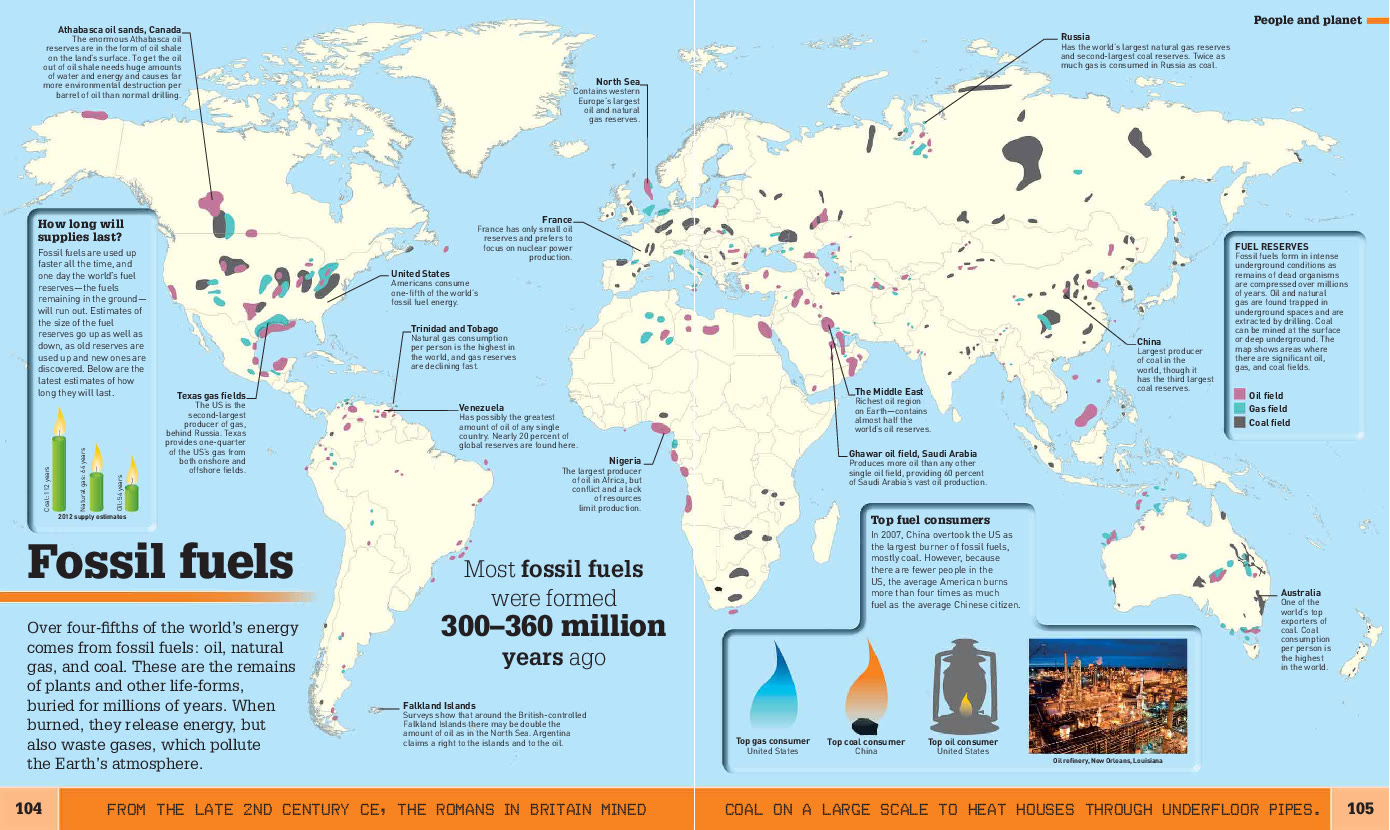 People and planet
Athabasca oil sands, Canada
The enormous Athabasca oil
reserves are in the form of oil shale
on the land's surface. To get the oil
out of oil shale needs huge amounts
of water and energy and causes far
more environmental destruction per
barrel of oil than normal drilling.
North Sea
Contains western
Europe's largest
oil and natural
gas reserves.
Russia
Has the world's largest natural gas reserves
and second-largest coal reserves. Twice as
much gas is consumed in Russia as coal.
How long will
supplies last?
Fossil fuels are used up
faster all the time, and
one day the world's fuel
reserves—the fuels
remaining in the ground—
will run out. Estimates of
the size of the fuel
reserves go up as well as
down, as old reserves are
used up and new ones are
discovered. Below are the
latest estimates of how
long they will last.
Coal: 112 years
Natural gas: 64 years
Oil: 54 years
2012 supply estimates
France
France has only small oil
reserves and prefers to
focus on nuclear power
production.
United States
Americans consume
one-fifth of the world's
fossil fuel energy.
Trinidad and Tobago
Natural gas consumption
per person is the highest in
the world, and gas reserves
are declining fast.
Texas gas fields
The US is the
second-largest
producer of gas,
behind Russia. Texas
provides one-quarter
of the US's gas from
both onshore and
offshore fields.
Venezuela
Has possibly the greatest
amount of oil of any single
country. Nearly 20 percent of
global reserves are found here.
Nigeria
The largest producer
of oil in Africa, but
conflict and a lack
of resources
limit production.
The Middle East
Richest oil region
on Earth—contains
almost half the
world's oil reserves.
Ghawar oil field, Saudi Arabia
Produces more oil than any other
single oil field, providing 60 percent
of Saudi Arabia's vast oil production.
China
Largest producer
of coal in the
world, though it
has the third largest
coal reserves.
FUEL RESERVES
Fossil fuels form in intense
underground conditions as
remains of dead organisms
are compressed over millions
of years. Oil and natural
gas are found trapped in
underground spaces and are
extracted by drilling. Coal
can be mined at the surface
or deep underground. The
map shows areas where
there are significant oil,
gas, and coal fields.
Oil field
Gas field
Coal field
Fossil fuels
Over four-fifths of the world's energy
comes from fossil fuels: oil, natural
gas, and coal. These are the remains
of plants and other life-forms,
buried for millions of years. When
burned, they release energy, but
also waste gases, which pollute
the Earth's atmosphere.
Most fossil fuels
were formed
300–360 million
years ago
Falkland Islands
Surveys show that around the British-controlled
Falkland Islands there may be double the
amount of oil as in the North Sea. Argentina
claims a right to the islands and to the oil.
Top fuel consumers
In 2007, China overtook the US as
the largest burner of fossil fuels,
mostly coal. However, because
there are fewer people in the
US, the average American burns
more than four times as much
fuel as the average Chinese citizen.
Top gas consumer
United States
Top coal consumer
China
Top oil consumer
United States
Oil refinery, New Orleans, Louisiana
Australia
One of the
world's top
exporters of
coal. Coal
consumption
per person is
the highest
in the world.
104
FROM THE LATE 2ND CENTURY CE, THE ROMANS IN BRITAIN MINED
COAL ON A LARGE SCALE TO HEAT HOUSES THROUGH UNDERFLOOR PIPES.
105